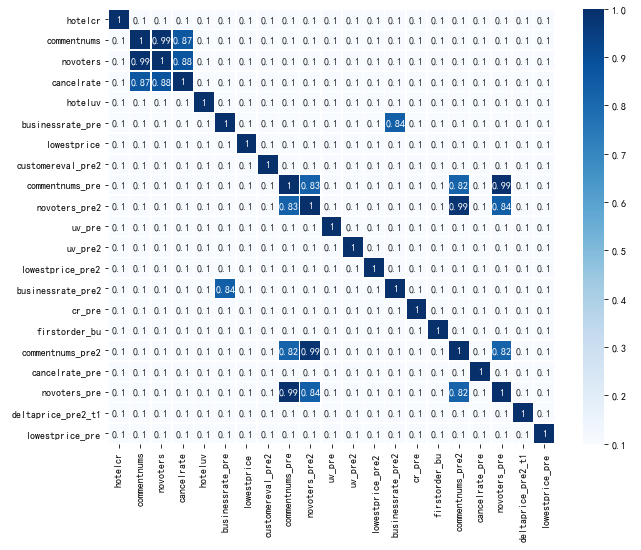 hotelcr 1 0.1 0.1 0.1 0.1 0.1 0.1 0.1 0.1 0.1 0.1 0.1 0.1 0.1 0.1 0.1 0.1 0.1 0.1 0.1 0.1 1.0
commentnums 0.1 1 0.99 0.87 0.1 0.1 0.1 0.1 0.1 0.1 0.1 0.1 0.1 0.1 0.1 0.1 0.1 0.1 0.1 0.1 0.1
novoters 0.1 0.99 1 0.88 0.1 0.1 0.1 0.1 0.1 0.1 0.1 0.1 0.1 0.1 0.1 0.1 0.1 0.1 0.1 0.1 0.1 0.9
cancelrate 0.1 0.87 0.88 1 0.1 0.1 0.1 0.1 0.1 0.1 0.1 0.1 0.1 0.1 0.1 0.1 0.1 0.1 0.1 0.1 0.1
hoteluv 0.1 0.1 0.1 0.1 1 0.1 0.1 0.1 0.1 0.1 0.1 0.1 0.1 0.1 0.1 0.1 0.1 0.1 0.1 0.1 0.1 0.8
businessrate_pre 0.1 0.1 0.1 0.1 0.1 1 0.1 0.1 0.1 0.1 0.1 0.1 0.1 0.84 0.1 0.1 0.1 0.1 0.1 0.1 0.1
lowestprice 0.1 0.1 0.1 0.1 0.1 0.1 1 0.1 0.1 0.1 0.1 0.1 0.1 0.1 0.1 0.1 0.1 0.1 0.1 0.1 0.1 0.7
customereval_pre2 0.1 0.1 0.1 0.1 0.1 0.1 0.1 1 0.1 0.1 0.1 0.1 0.1 0.1 0.1 0.1 0.1 0.1 0.1 0.1 0.1
commentnums_pre 0.1 0.1 0.1 0.1 0.1 0.1 0.1 0.1 1 0.83 0.1 0.1 0.1 0.1 0.1 0.1 0.82 0.1 0.99 0.1 0.1
novoters_pre2 0.1 0.1 0.1 0.1 0.1 0.1 0.1 0.1 0.83 1 0.1 0.1 0.1 0.1 0.1 0.1 0.99 0.1 0.84 0.1 0.1 0.6
uv_pre 0.1 0.1 0.1 0.1 0.1 0.1 0.1 0.1 0.1 0.1 1 0.1 0.1 0.1 0.1 0.1 0.1 0.1 0.1 0.1 0.1
uv_pre2 0.1 0.1 0.1 0.1 0.1 0.1 0.1 0.1 0.1 0.1 0.1 1 0.1 0.1 0.1 0.1 0.1 0.1 0.1 0.1 0.1 0.5
lowestprice_pre2 0.1 0.1 0.1 0.1 0.1 0.1 0.1 0.1 0.1 0.1 0.1 0.1 1 0.1 0.1 0.1 0.1 0.1 0.1 0.1 0.1
businessrate_pre2 0.1 0.1 0.1 0.1 0.1 0.84 0.1 0.1 0.1 0.1 0.1 0.1 0.1 1 0.1 0.1 0.1 0.1 0.1 0.1 0.1 0.4
cr_pre 0.1 0.1 0.1 0.1 0.1 0.1 0.1 0.1 0.1 0.1 0.1 0.1 0.1 0.1 1 0.1 0.1 0.1 0.1 0.1 0.1
firstorder_bu 0.1 0.1 0.1 0.1 0.1 0.1 0.1 0.1 0.1 0.1 0.1 0.1 0.1 0.1 0.1 1 0.1 0.1 0.1 0.1 0.1
commentnums_pre2 0.1 0.1 0.1 0.1 0.1 0.1 0.1 0.1 0.82 0.99 0.1 0.1 0.1 0.1 0.1 0.1 1 0.1 0.82 0.1 0.1 0.3
cancelrate_pre 0.1 0.1 0.1 0.1 0.1 0.1 0.1 0.1 0.1 0.1 0.1 0.1 0.1 0.1 0.1 0.1 0.1 1 0.1 0.1 0.1
novoters_pre 0.1 0.1 0.1 0.1 0.1 0.1 0.1 0.1 0.99 0.84 0.1 0.1 0.1 0.1 0.1 0.1 0.82 0.1 1 0.1 0.1 0.2
deltaprice_pre2_t1 0.1 0.1 0.1 0.1 0.1 0.1 0.1 0.1 0.1 0.1 0.1 0.1 0.1 0.1 0.1 0.1 0.1 0.1 0.1 1 0.1
lowestprice_pre 0.1 0.1 0.1 0.1 0.1 0.1 0.1 0.1 0.1 0.1 0.1 0.1 0.1 0.1 0.1 0.1 0.1 0.1 0.1 0.1 1 0.1
hotelcr
commentnums
novoters
cancelrate
hoteluv
businessrate_pre
lowestprice
customereval_pre2
commentnums_pre
novoters_pre2
uv_pre
uv_pre2
lowestprice_pre2
businessrate_pre2
cr_pre
firstorder_bu
commentnums_pre2
cancelrate_pre
novoters_pre
deltaprice_pre2_t1
lowestprice_pre